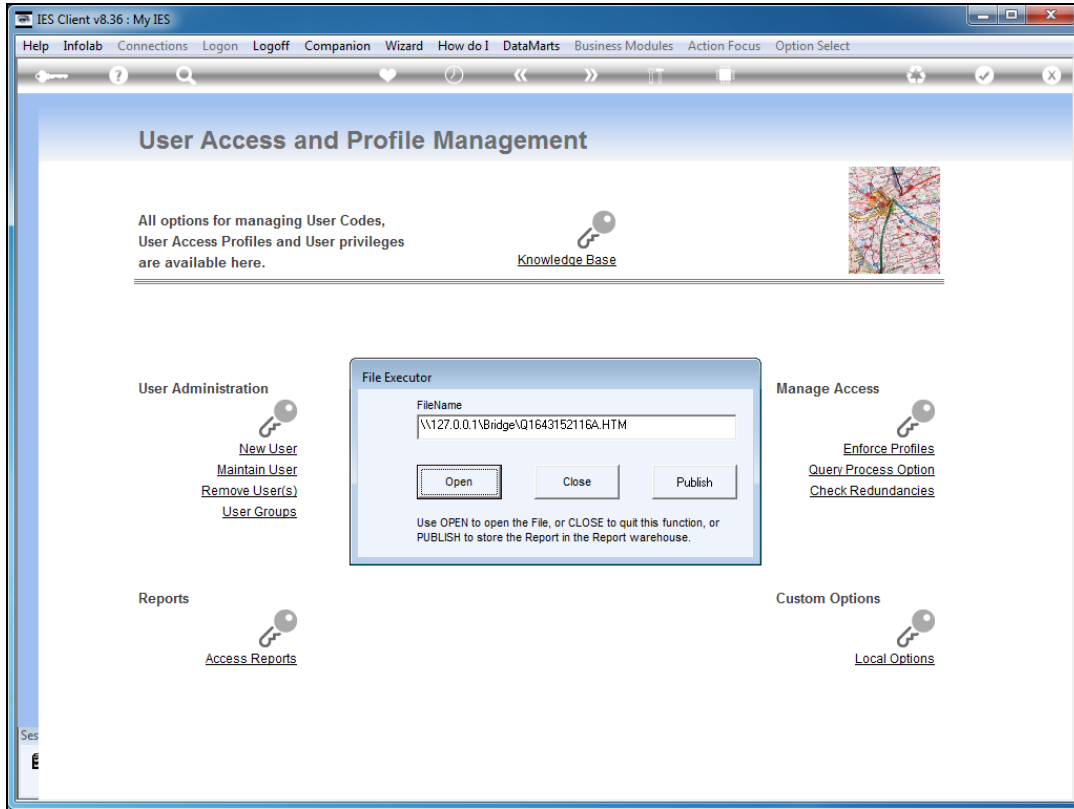 IES Client v8.36 : My IES
Help Infolab Connections Logon Logoff Companion Wizard How do I DataMarts Business Modules Action Focus Option Select
User Access and Profile Management
All options for managing User Codes,
User Access Profiles and User privileges
are available here.
Knowledge Base
User Administration
New User
Maintain User
Remove User(s)
User Groups
File Executor
FileName
\\127.0.0.1\Bridge\Q1643152116A.HTM
Open Close Publish
Use OPEN to open the File, or CLOSE to quit this function, or
PUBLISH to store the Report in the Report warehouse.
Manage Access
Enforce Profiles
Query Process Option
Check Redundancies
Reports
Access Reports
Custom Options
Local Options
Ses